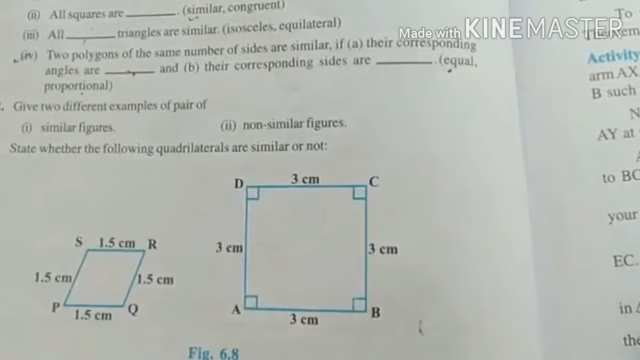 (ii) All squares are ________. (similar, congruent)
(iii) All ________ triangles are similar. (isosceles, equilateral)
(iv) Two polygons of the same number of sides are similar, if (a) their corresponding
angles are ________ and (b) their corresponding sides are ________. (equal,
proportional)
Give two different examples of pair of
(i) similar figures. (ii) non-similar figures.
State whether the following quadrilaterals are similar or not:
D 3 cm C
S 1.5 cm R
3 cm 3 cm
1.5 cm 1.5 cm
P 1.5 cm Q
A 3 cm B
Fig. 6.8
Made with KINEMASTER
To
Activity
arm AX
B such
N
AY at
to BC
your
EC.
in
the